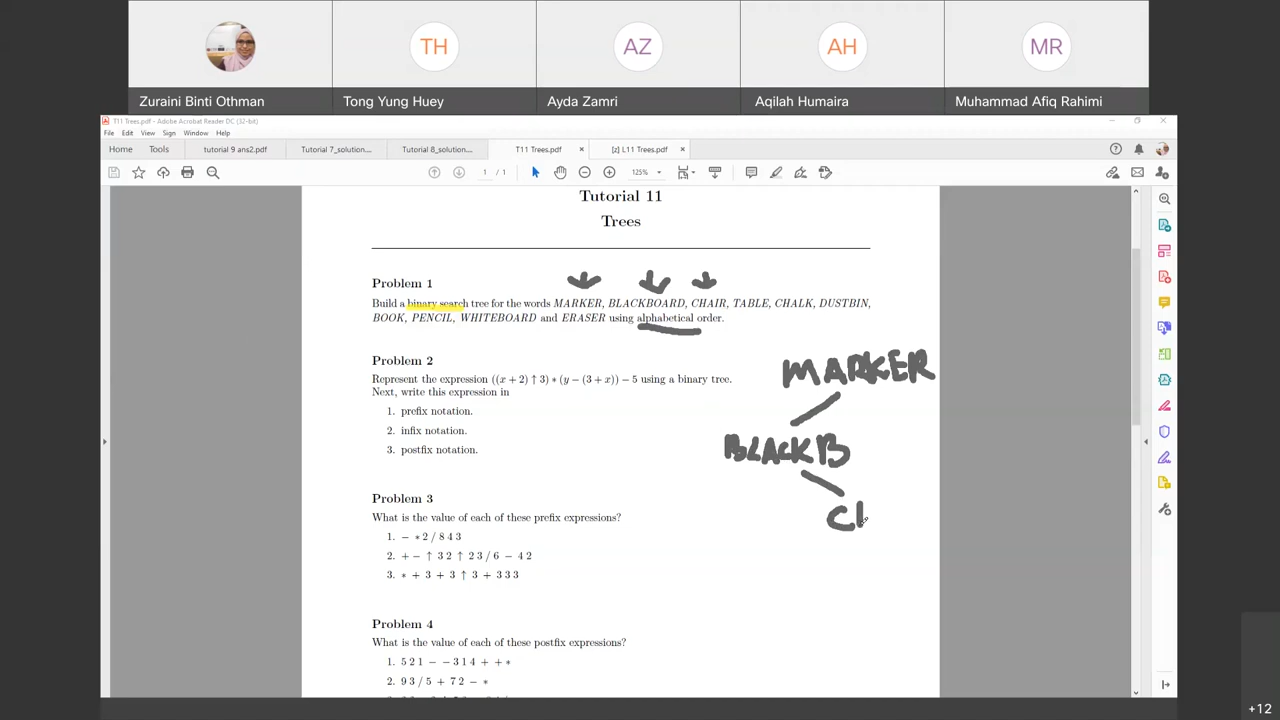 TH
AZ
AH
MR
Zuraini Binti Othman
Tong Yung Huey
Ayda Zamri
Aqilah Humaira
Muhammad Afiq Rahimi
T11 Trees.pdf - Adobe Acrobat Reader DC (32-bit)
File Edit View Sign Window Help
Home Tools tutorial 9 ans2.pdf Tutorial 7_solution.... Tutorial 8_solution.... T11 Trees.pdf × [z] L11 Trees.pdf ×
1 / 1 125%
Tutorial 11
Trees
Problem 1
Build a binary search tree for the words MARKER, BLACKBOARD, CHAIR, TABLE, CHALK, DUSTBIN,
BOOK, PENCIL, WHITEBOARD and ERASER using alphabetical order.
Problem 2
Represent the expression ((x + 2) ↑ 3) ∗ (y − (3 + x)) − 5 using a binary tree.
Next, write this expression in
1. prefix notation.
2. infix notation.
3. postfix notation.
MARKER
BLACKB
CH
Problem 3
What is the value of each of these prefix expressions?
1. − ∗ 2 / 8 4 3
2. + − ↑ 3 2 ↑ 2 3 / 6 − 4 2
3. ∗ + 3 + 3 ↑ 3 + 3 3 3
Problem 4
What is the value of each of these postfix expressions?
1. 5 2 1 − − 3 1 4 + + ∗
2. 9 3 / 5 + 7 2 − ∗
+12